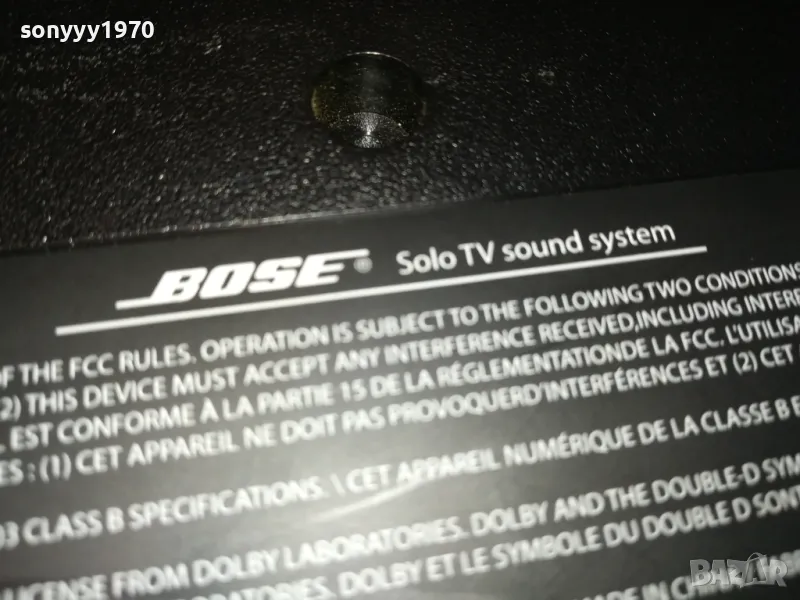 sonyyy1970
BOSE® Solo TV sound system
OF THE FCC RULES. OPERATION IS SUBJECT TO THE FOLLOWING TWO CONDITIONS
2) THIS DEVICE MUST ACCEPT ANY INTERFERENCE RECEIVED,INCLUDING INTERF
L EST CONFORME À LA PARTIE 15 DE LA RÉGLEMENTATIONDE LA FCC. L'UTILISA
ES : (1) CET APPAREIL NE DOIT PAS PROVOQUERD'INTERFÉRENCES ET (2) CET
03 CLASS B SPECIFICATIONS. \ CET APPAREIL NUMÉRIQUE DE LA CLASSE B
LICENSE FROM DOLBY LABORATORIES. DOLBY AND THE DOUBLE-D SYM
ORATORIES. DOLBY ET LE SYMBOLE DU DOUBLE D SONT
MADE IN CHINA
BAZAR